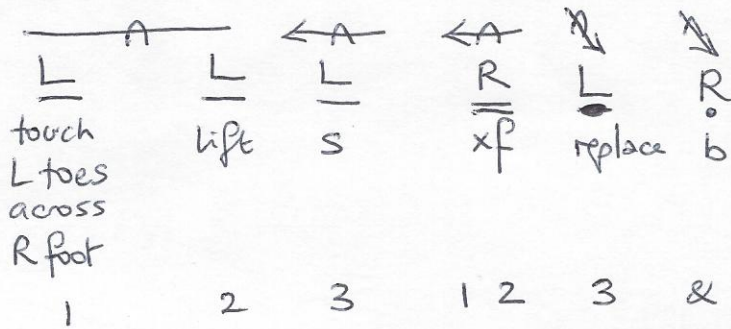 L L L R L R
touch lift s xf replace b
L toes
across
R foot
1 2 3 1 2 3 &